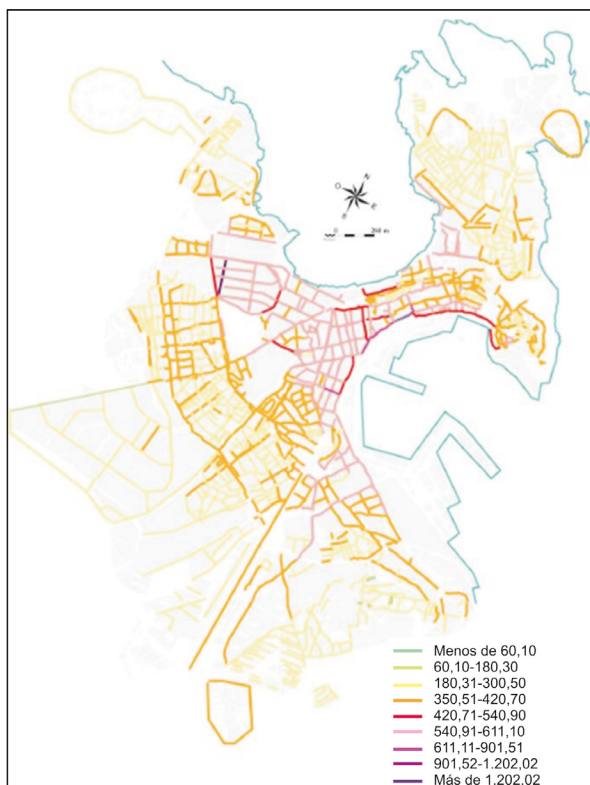 N
O
E
S
0
Menos de 60,10
60,10-180,30
180,31-300,50
350,51-420,70
420,71-540,90
540,91-611,10
611,11-901,51
901,52-1.202,02
Más de 1.202,02